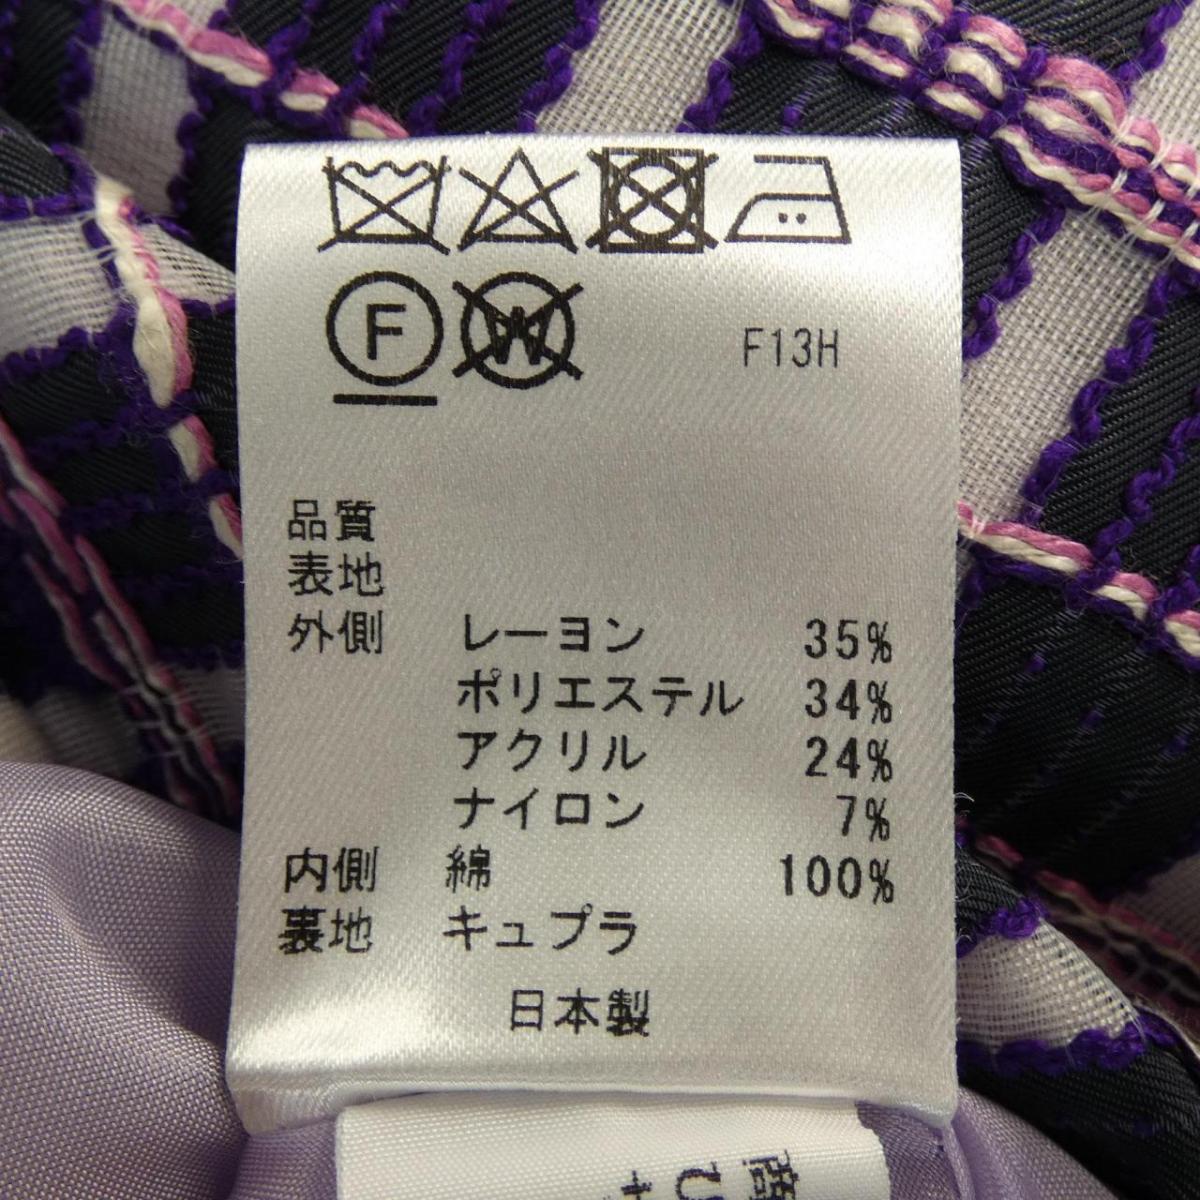 F W F13H
品質
表地
外側 レーヨン 35%
ポリエステル 34%
アクリル 24%
ナイロン 7%
内側 綿 100%
裏地 キュプラ
日本製